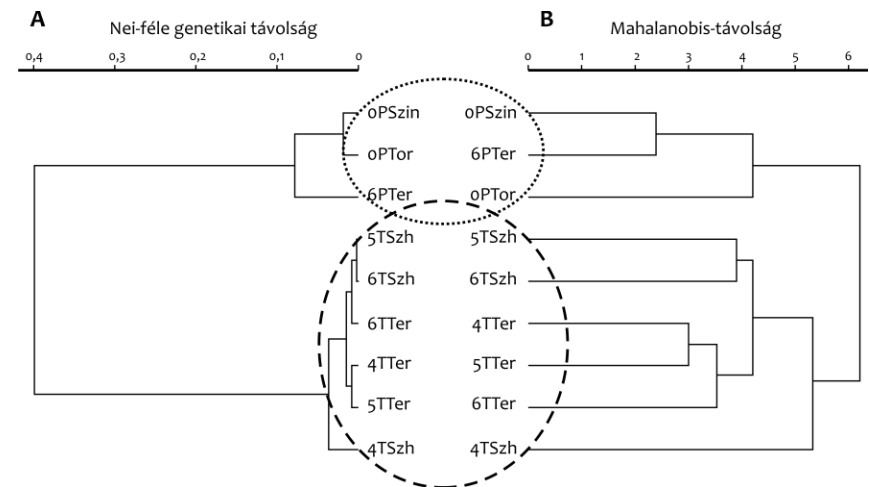 A Nei-féle genetikai távolság B Mahalanobis-távolság
0,4 0,3 0,2 0,1 0 0 1 2 3 4 5 6
0PSzin 0PSzin
0PTor 6PTer
6PTer 0PTor
5TSzh 5TSzh
6TSzh 6TSzh
6TTer 4TTer
4TTer 5TTer
5TTer 6TTer
4TSzh 4TSzh